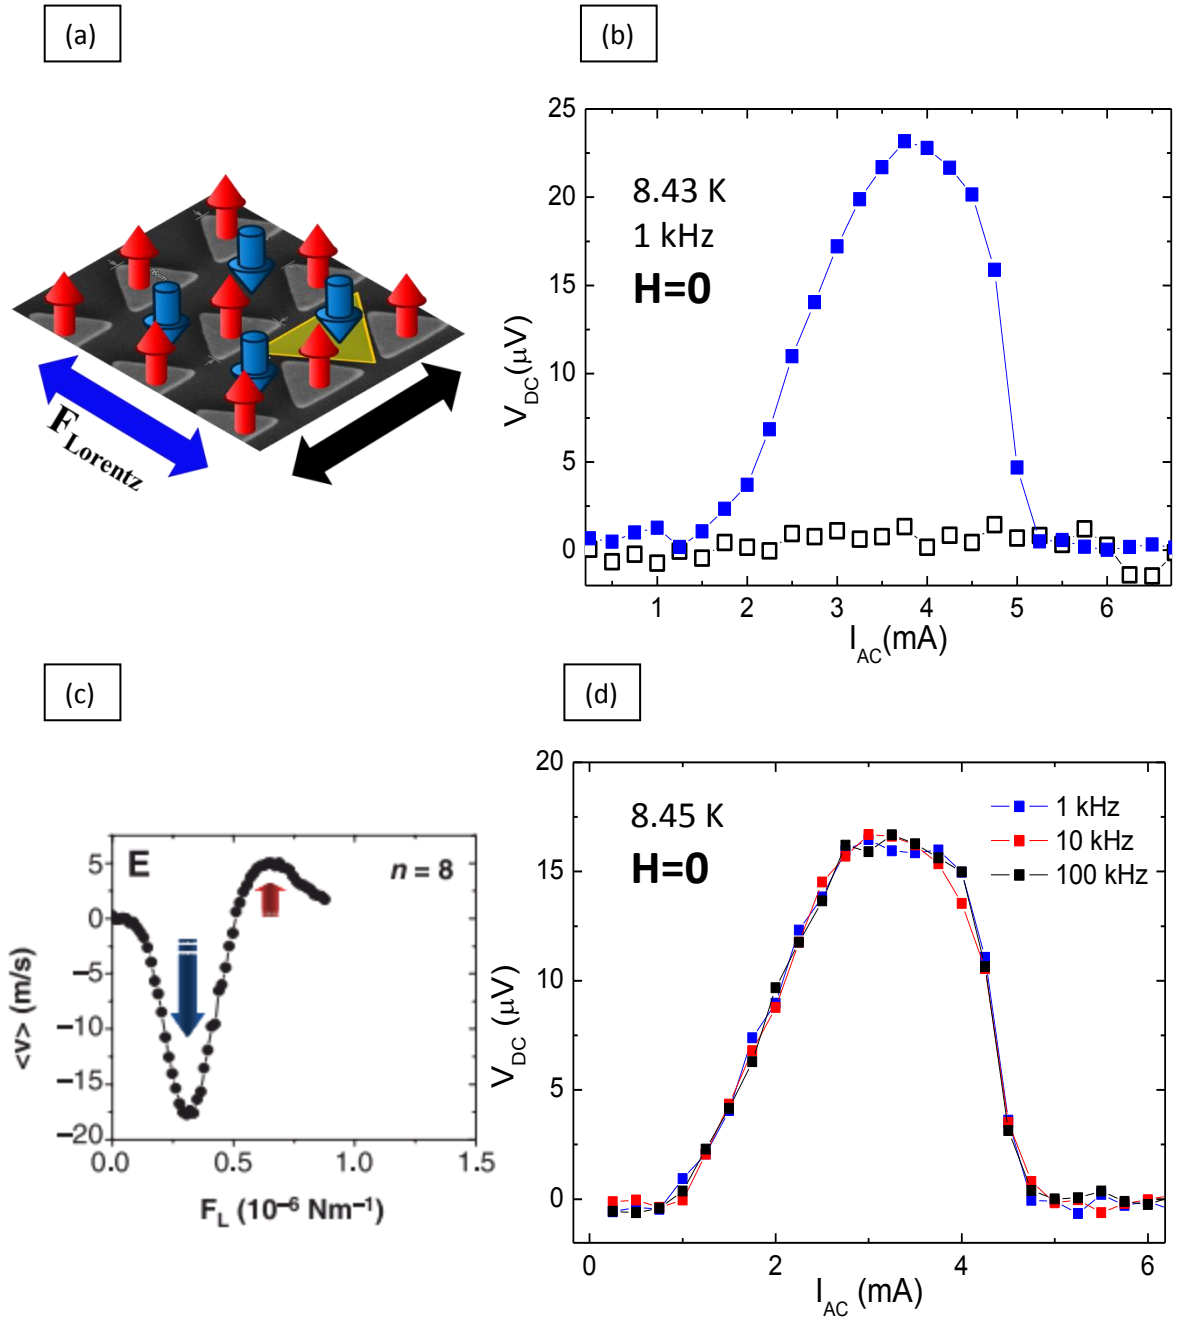 (a)
F_Lorentz
(b)
25
20
15
10
5
0
V_DC(μV)
8.43 K
1 kHz
H=0
1 2 3 4 5 6
I_AC(mA)
(c)
E
n = 8
5
0
−5
−10
−15
−20
<v> (m/s)
0.0 0.5 1.0 1.5
F_L (10⁻⁶ Nm⁻¹)
(d)
20
15
10
5
0
V_DC (μV)
8.45 K
H=0
1 kHz
10 kHz
100 kHz
0 2 4 6
I_AC (mA)